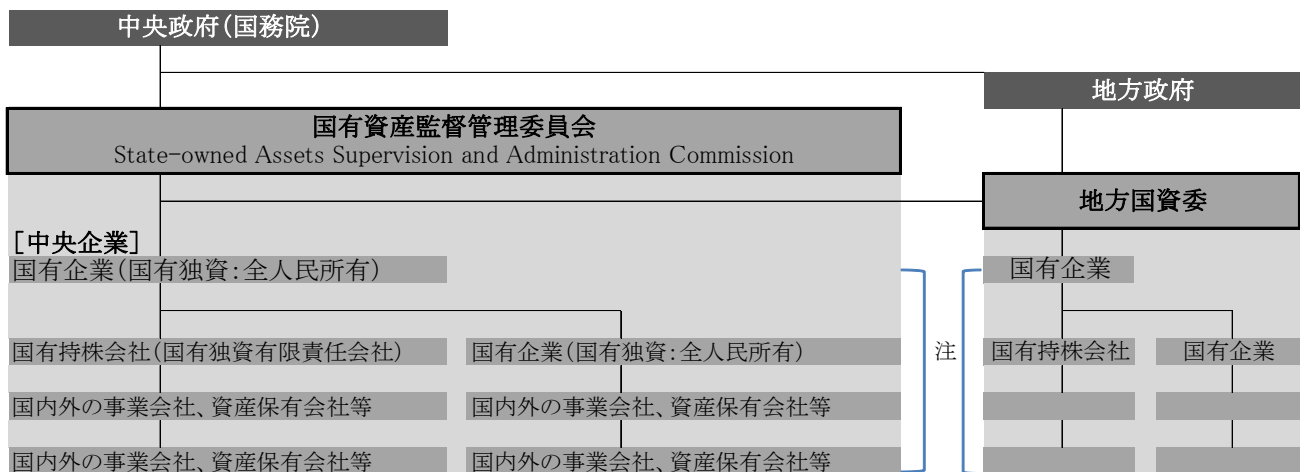 中央政府(国務院)
地方政府
国有資産監督管理委員会
State-owned Assets Supervision and Administration Commission
地方国資委
[中央企業]
国有企業(国有独資:全人民所有)
国有企業
国有持株会社(国有独資有限責任会社)
国有企業(国有独資:全人民所有)
注
国有持株会社
国有企業
国内外の事業会社、資産保有会社等
国内外の事業会社、資産保有会社等
国内外の事業会社、資産保有会社等
国内外の事業会社、資産保有会社等